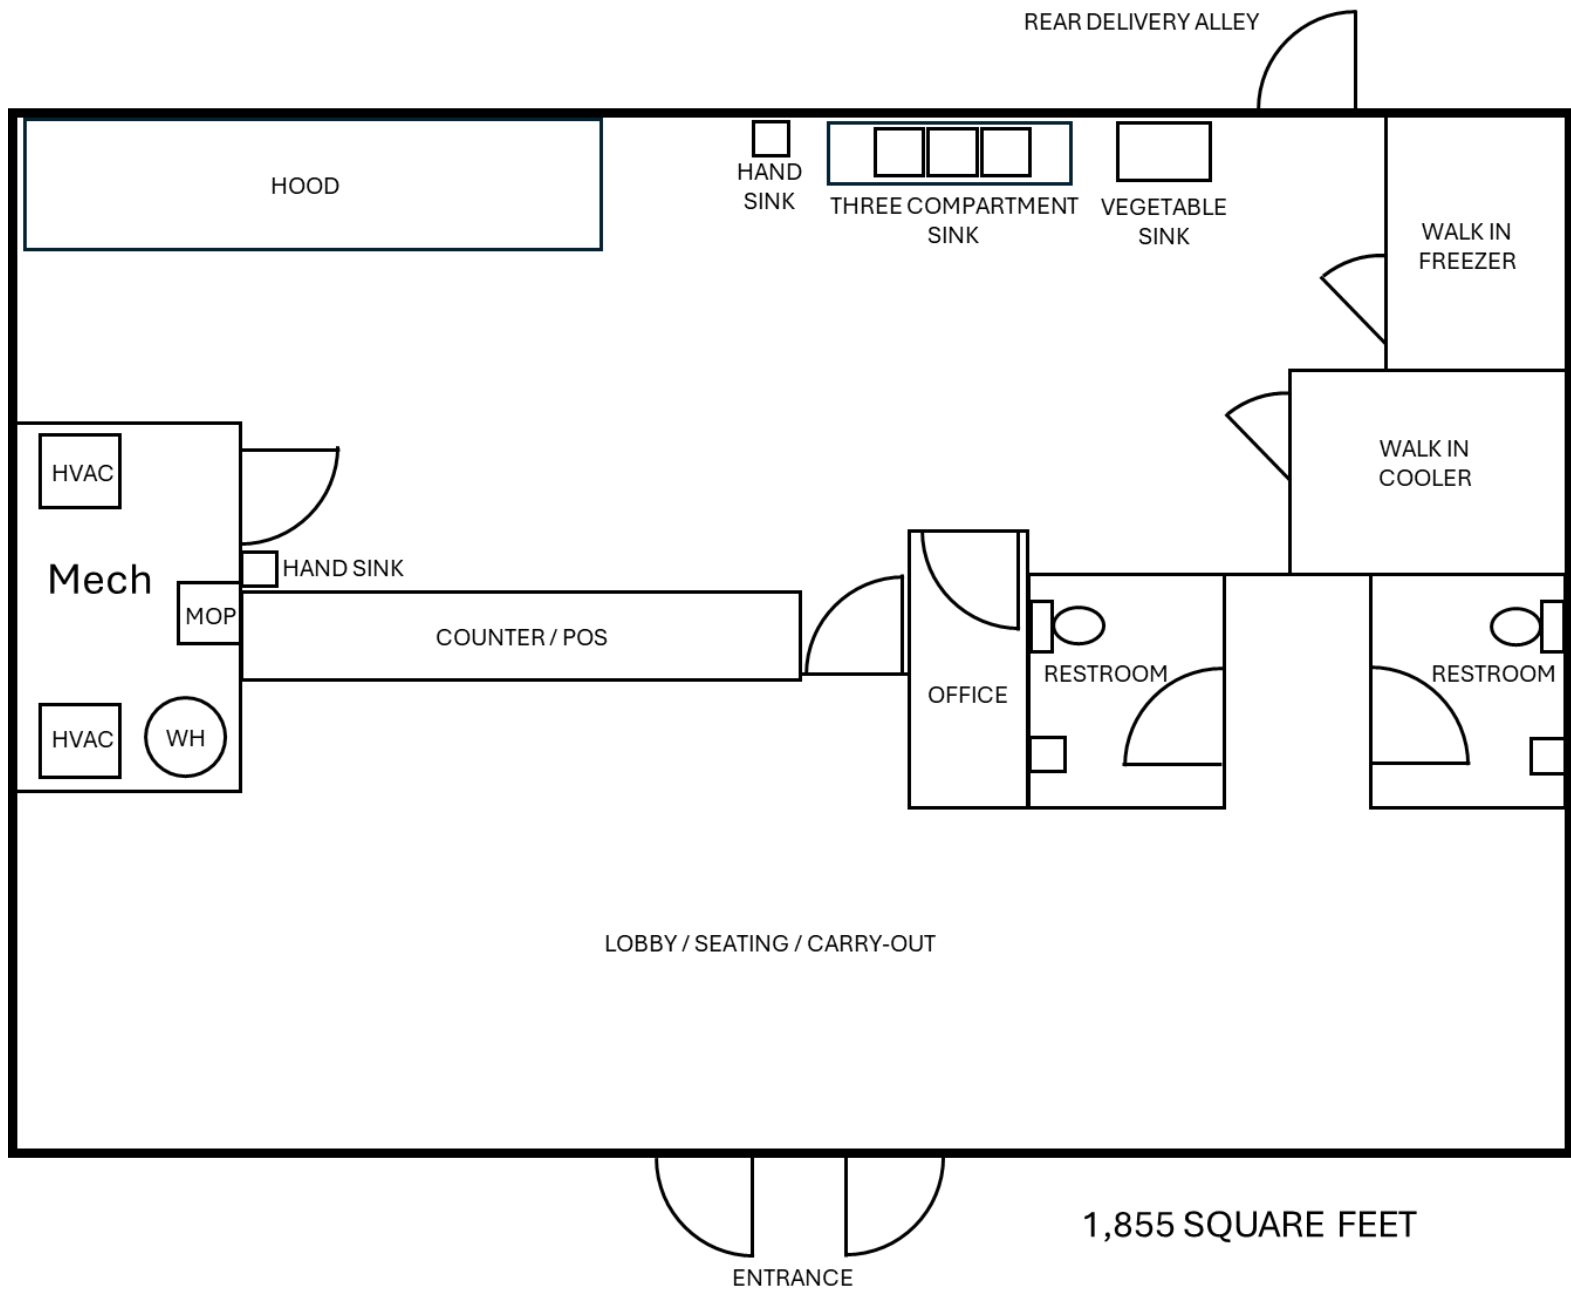 REAR DELIVERY ALLEY
HOOD
HAND
SINK
THREE COMPARTMENT
SINK
VEGETABLE
SINK
WALK IN
FREEZER
WALK IN
COOLER
HVAC
Mech
HAND SINK
MOP
COUNTER / POS
OFFICE
RESTROOM
RESTROOM
HVAC
WH
LOBBY / SEATING / CARRY-OUT
1,855 SQUARE FEET
ENTRANCE